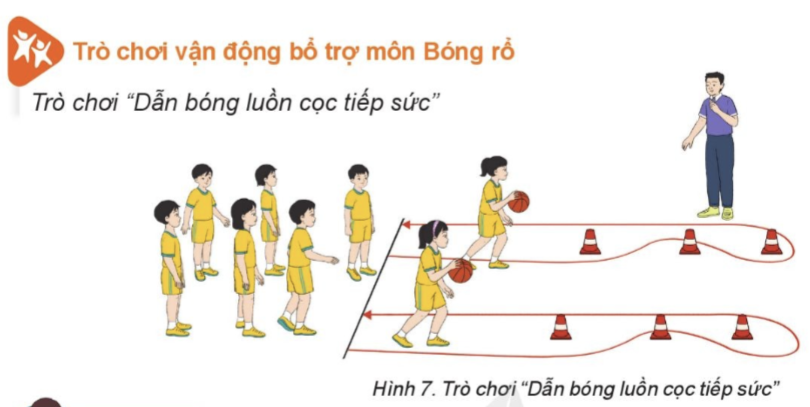 Trò chơi vận động bổ trợ môn Bóng rổ
Trò chơi “Dẫn bóng luồn cọc tiếp sức”
Hình 7. Trò chơi “Dẫn bóng luồn cọc tiếp sức”